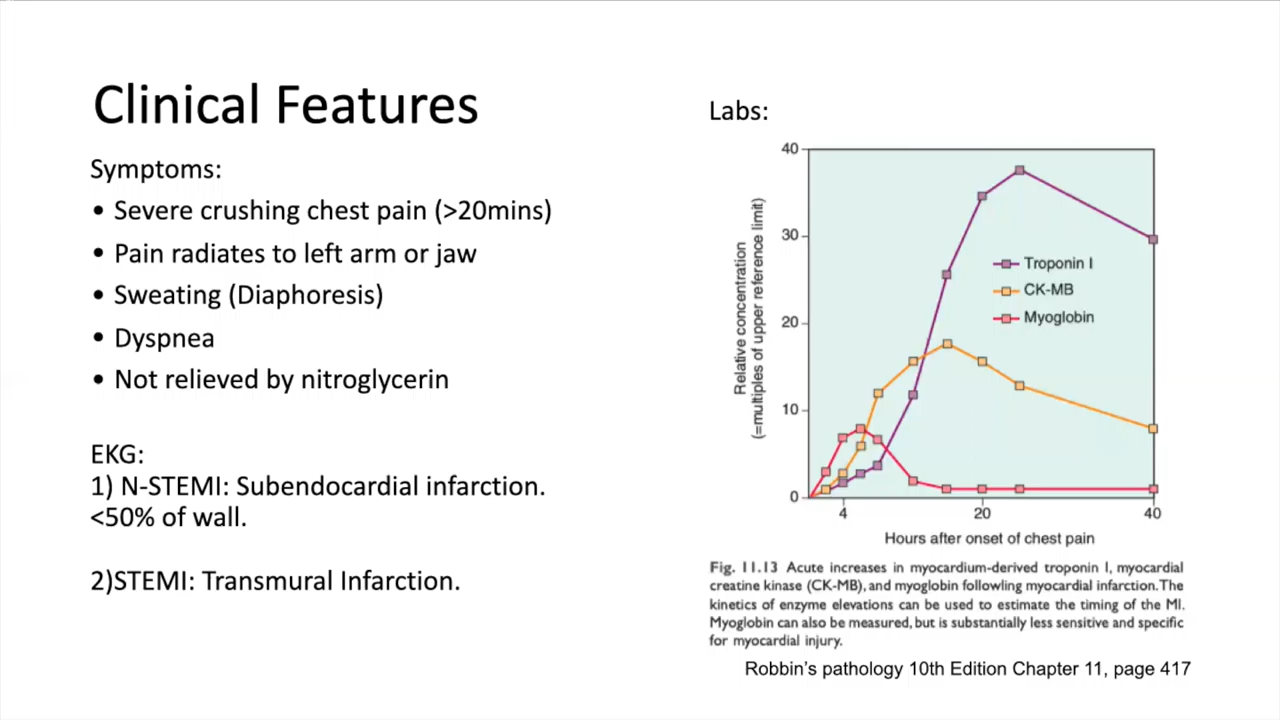 Clinical Features
Symptoms:
• Severe crushing chest pain (>20mins)
• Pain radiates to left arm or jaw
• Sweating (Diaphoresis)
• Dyspnea
• Not relieved by nitroglycerin
EKG:
1) N-STEMI: Subendocardial infarction.
<50% of wall.
2)STEMI: Transmural Infarction.
Labs:
Relative concentration
(=multiples of upper reference limit)
40
30
20
10
0
Troponin I
CK-MB
Myoglobin
4
20
40
Hours after onset of chest pain
Fig. 11.13 Acute increases in myocardium-derived troponin I, myocardial
creatine kinase (CK-MB), and myoglobin followling myocardial infarction. The
kinetics of enzyme elevations can be used to estimate the timing of the MI.
Myoglobin can also be measured, but is substantially less sensitive and specific
for myocardial injury.
Robbin’s pathology 10th Edition Chapter 11, page 417